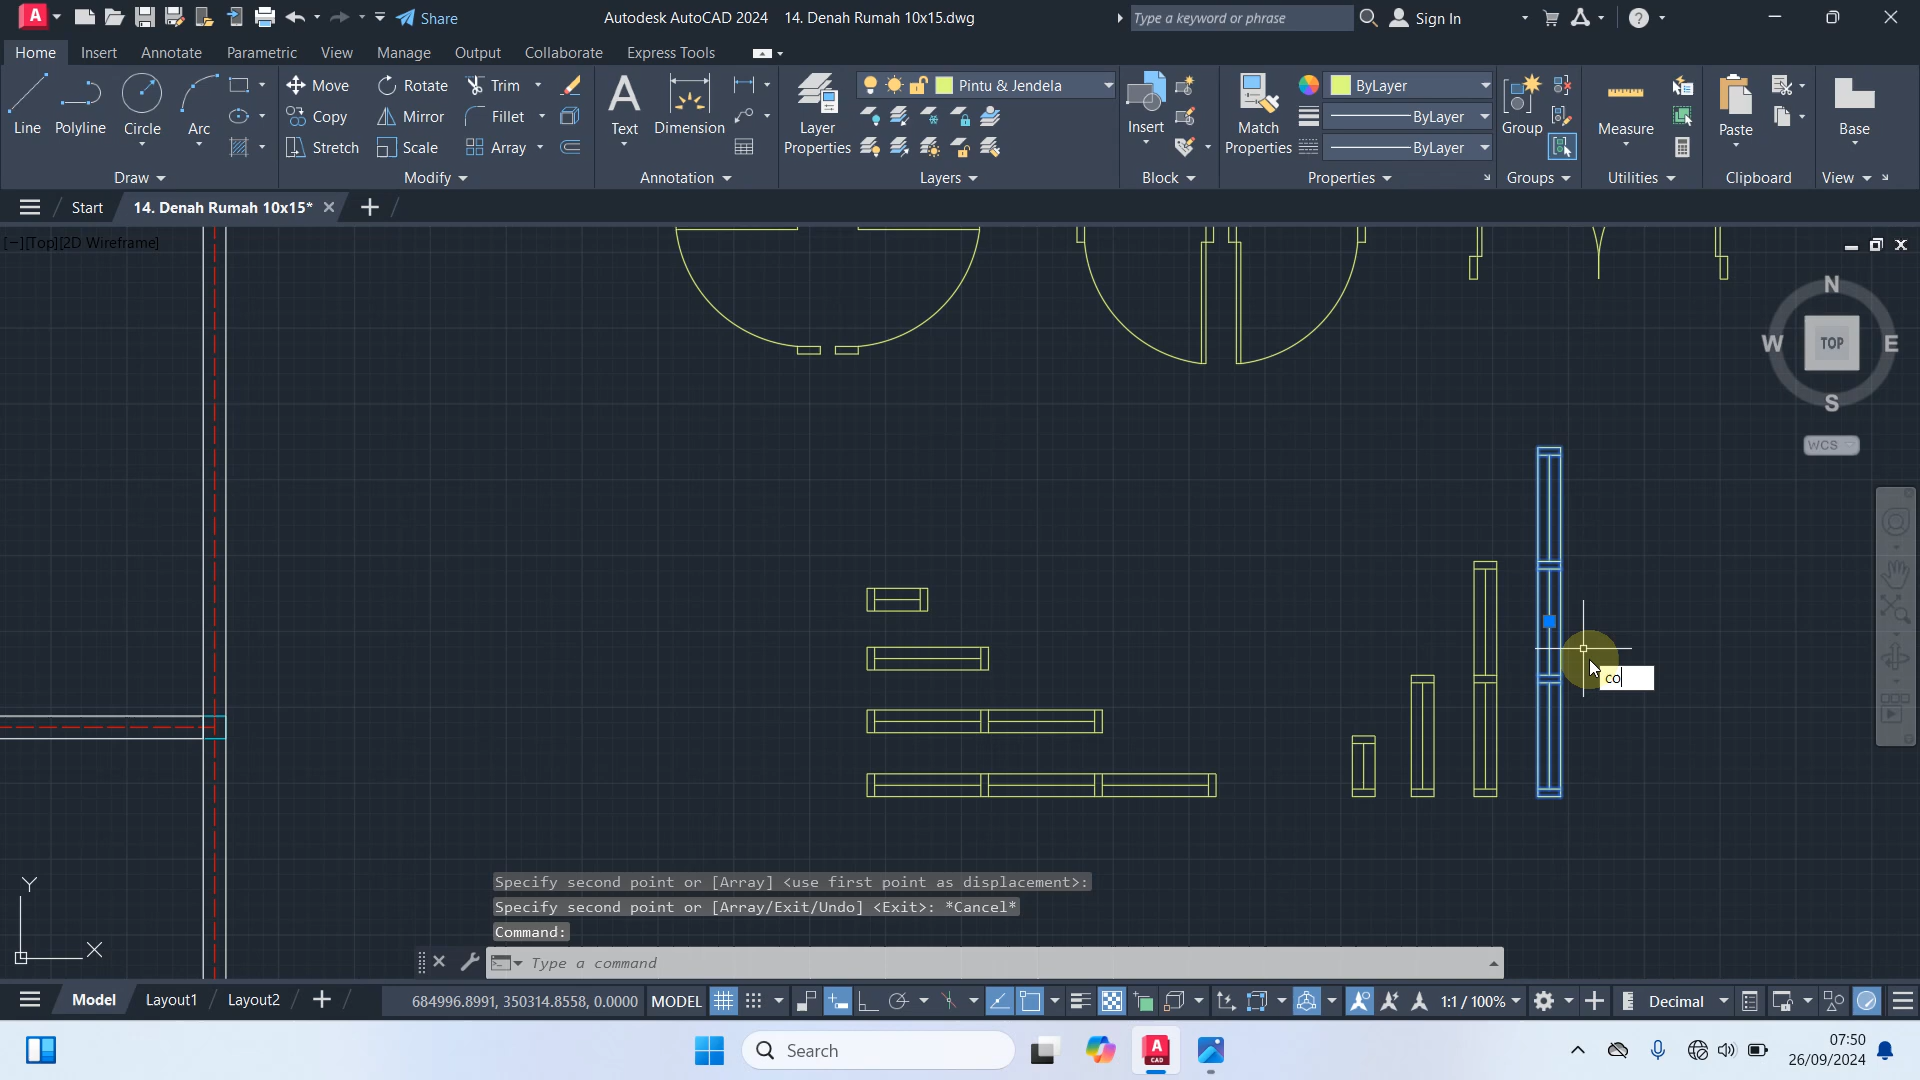 Share
Autodesk AutoCAD 2024 14. Denah Rumah 10x15.dwg
Type a keyword or phrase
Sign In
Home Insert Annotate Parametric View Manage Output Collaborate Express Tools
Line Polyline Circle Arc
Draw
Move Rotate Trim
Copy Mirror Fillet
Stretch Scale Array
Modify
Text Dimension
Annotation
Layer Properties
Pintu & Jendela
Layers
Insert
Block
Match Properties
ByLayer
ByLayer
ByLayer
Properties
Group
Groups
Measure
Utilities
Paste
Clipboard
Base
View
Start
14. Denah Rumah 10x15*
[−][Top][2D Wireframe]
N
W TOP E
S
WCS
co
Y
X
Specify second point or [Array] <use first point as displacement>:
Specify second point or [Array/Exit/Undo] <Exit>: *Cancel*
Command:
Type a command
Model Layout1 Layout2
684996.8991, 350314.8558, 0.0000 MODEL
1:1 / 100%
Decimal
Search
A CAD
07:50
26/09/2024